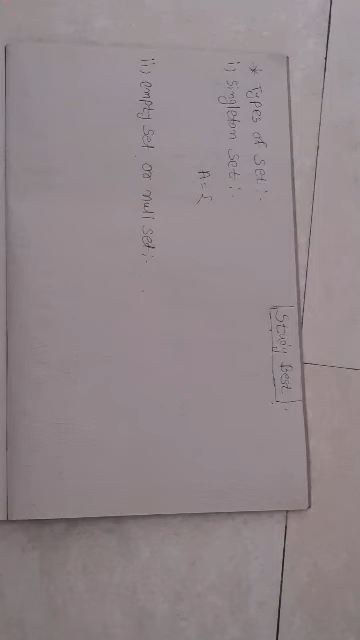 Study Best
* Types of set:-
i) singleton set:-
A = {
ii) empty set or null set:-